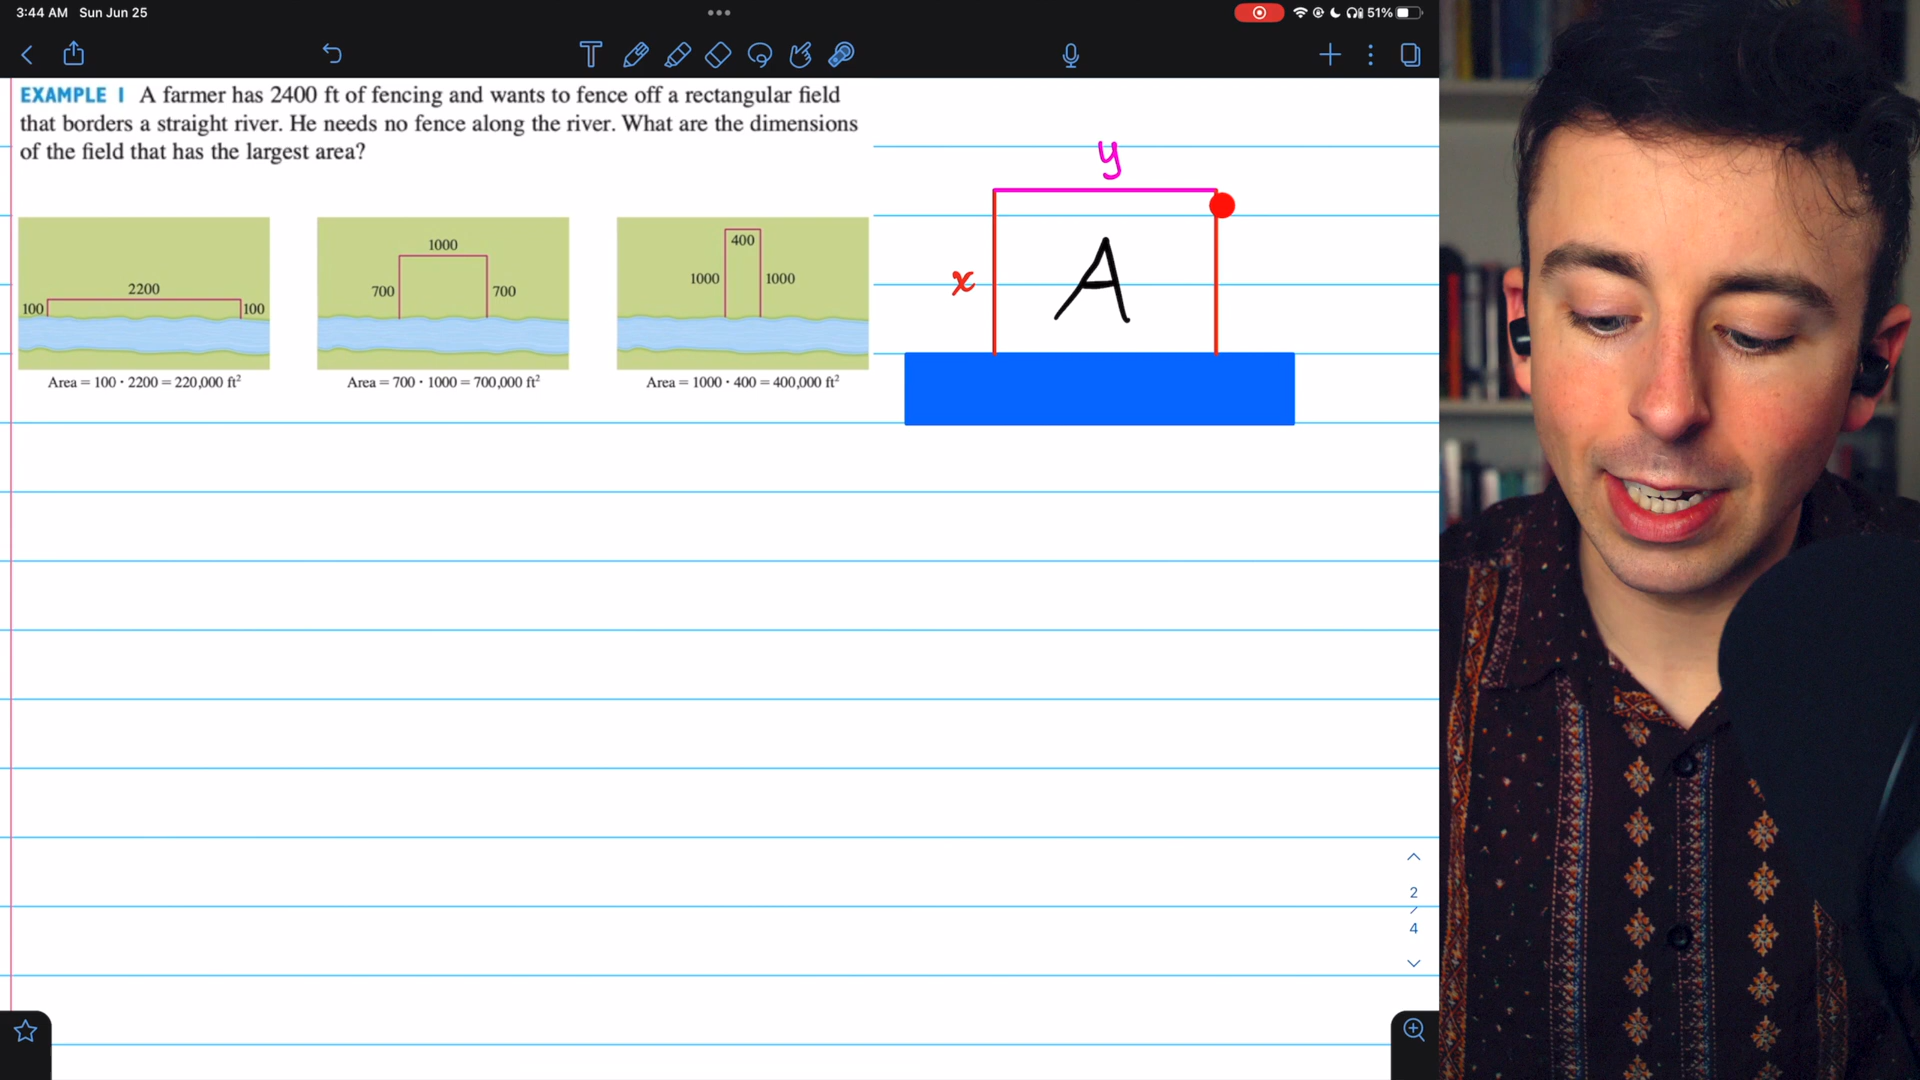 3:44 AM Sun Jun 25
51%
EXAMPLE 1 A farmer has 2400 ft of fencing and wants to fence off a rectangular field
that borders a straight river. He needs no fence along the river. What are the dimensions
of the field that has the largest area?
100 2200 100
Area = 100 · 2200 = 220,000 ft²
700 1000 700
Area = 700 · 1000 = 700,000 ft²
1000 400 1000
Area = 1000 · 400 = 400,000 ft²
y
x
A
2
/
4